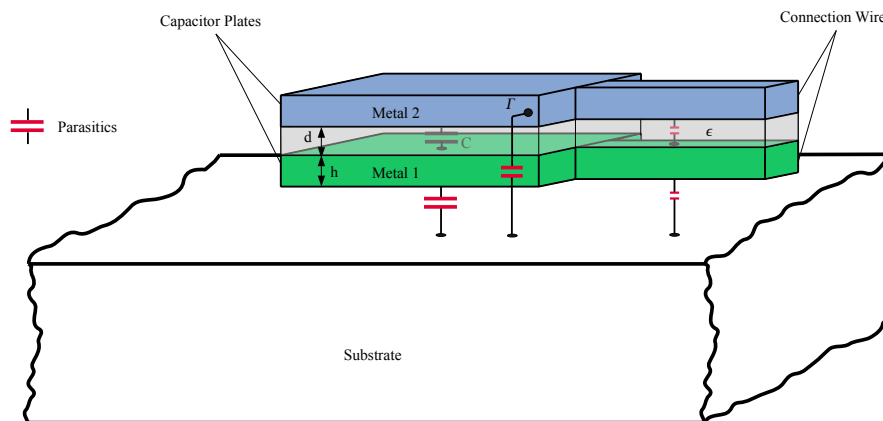 Capacitor Plates
Connection Wire
Metal 2
Γ
Parasitics
d
C
ϵ
h
Metal 1
Substrate